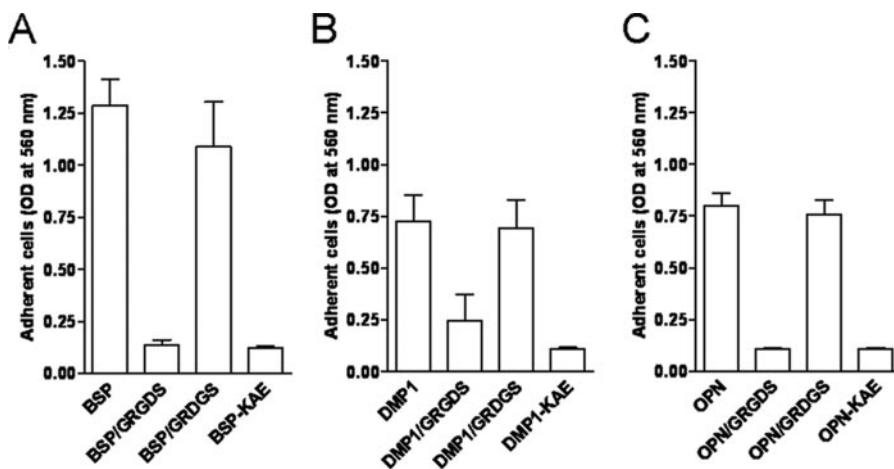 A
Adherent cells (OD at 560 nm)
1.50
1.25
1.00
0.75
0.50
0.25
0.00
BSP
BSP/GRGDS
BSP/GRDGS
BSP-KAE
B
Adherent cells (OD at 560 nm)
1.50
1.25
1.00
0.75
0.50
0.25
0.00
DMP1
DMP1/GRGDS
DMP1/GRDGS
DMP1-KAE
C
Adherent cells (OD at 560 nm)
1.50
1.25
1.00
0.75
0.50
0.25
0.00
OPN
OPN/GRGDS
OPN/GRDGS
OPN-KAE